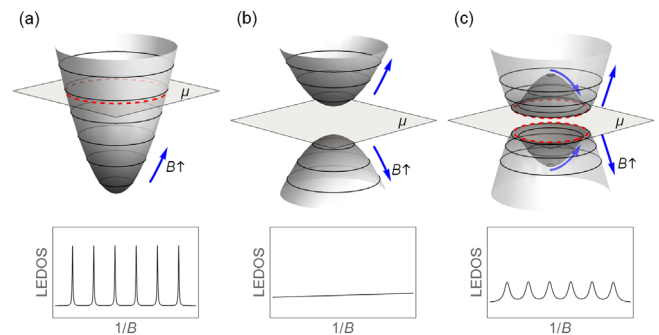 (a)
(b)
(c)
μ
B↑
μ
B↑
μ
B↑
LEDOS
1/B
LEDOS
1/B
LEDOS
1/B